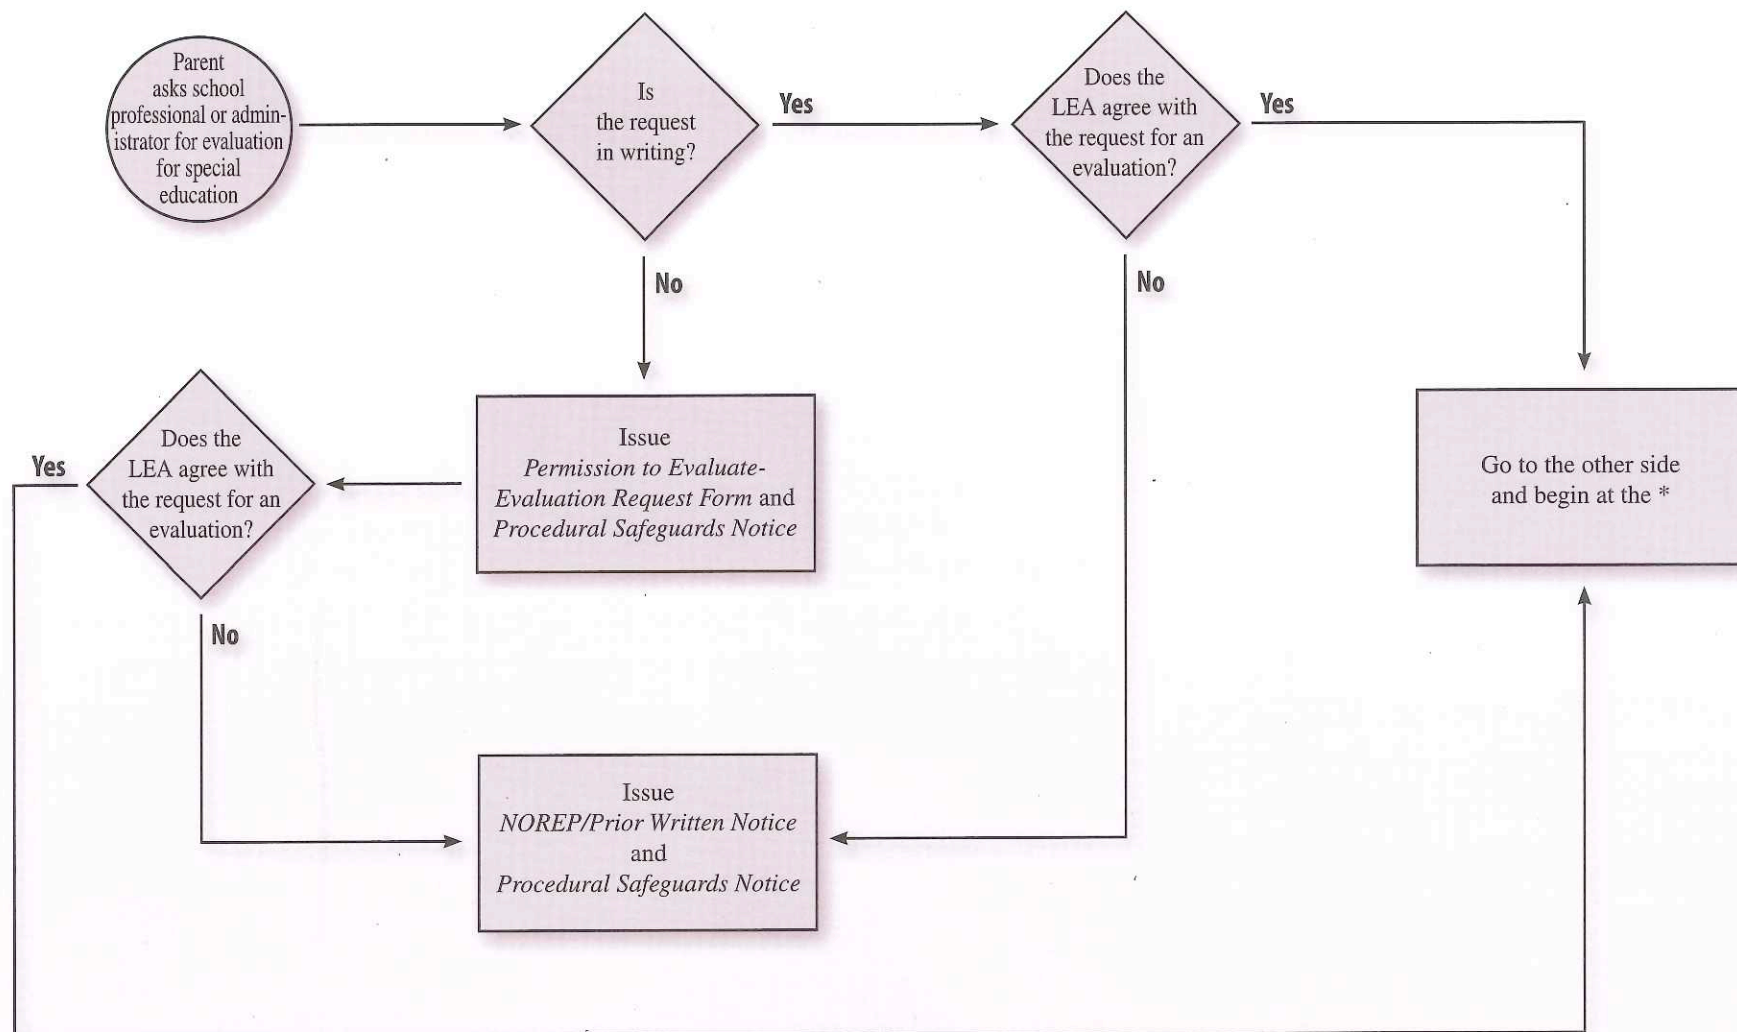 Parent
asks school
professional or admin-
istrator for evaluation
for special
education
Is
the request
in writing?
Yes
Does the
LEA agree with
the request for an
evaluation?
Yes
No
No
Does the
LEA agree with
the request for an
evaluation?
Yes
Issue
Permission to Evaluate-
Evaluation Request Form and
Procedural Safeguards Notice
Go to the other side
and begin at the *
No
Issue
NOREP/Prior Written Notice
and
Procedural Safeguards Notice